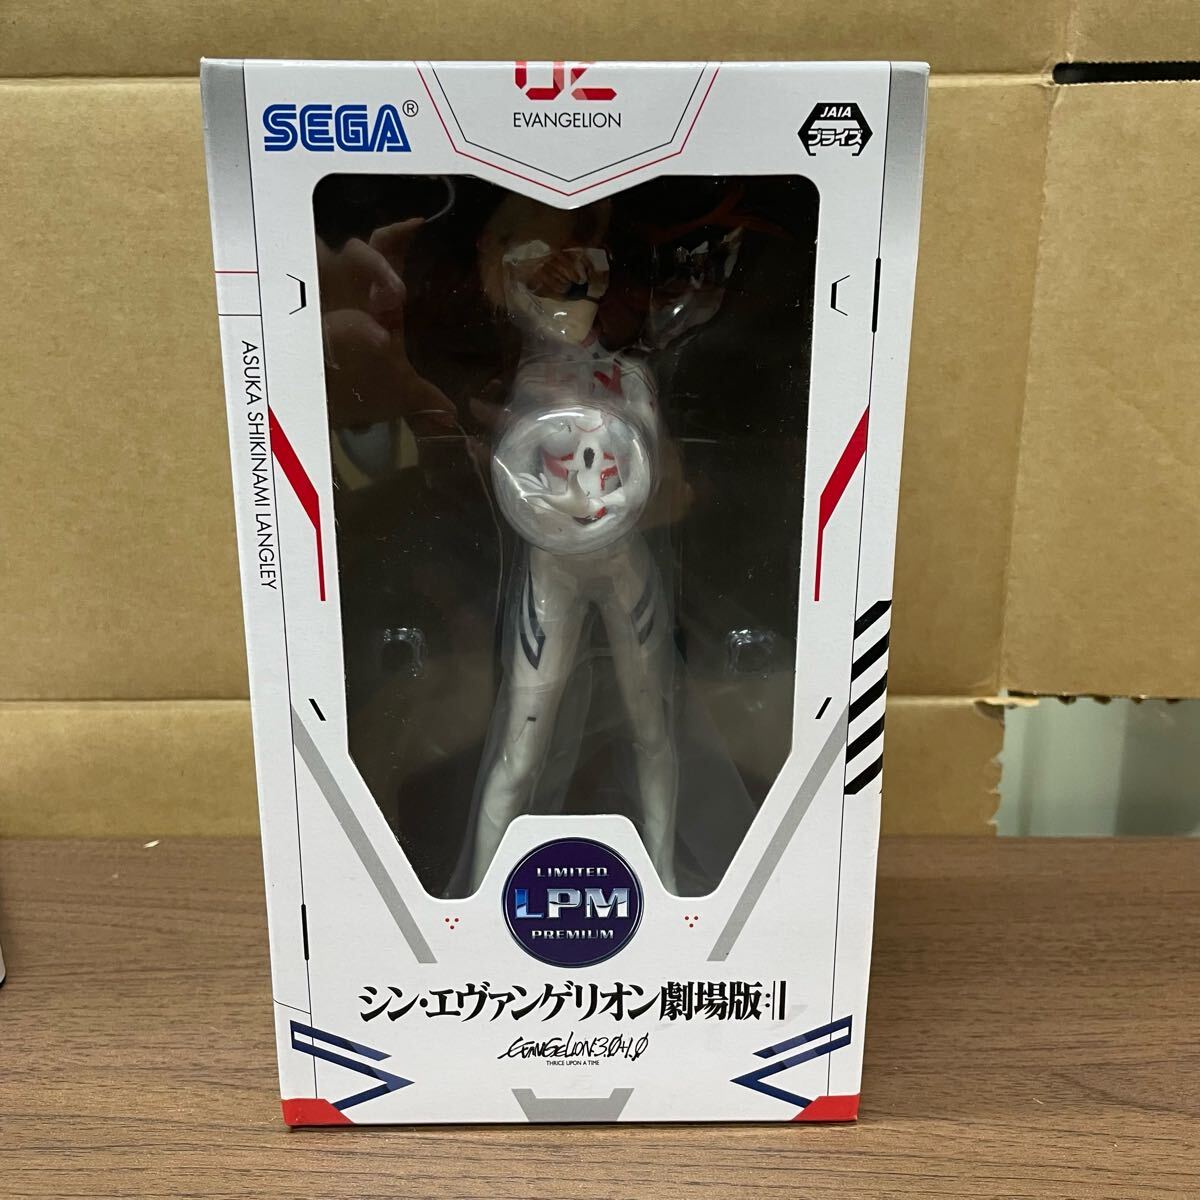 SEGA®
02
EVANGELION
JAIA
プライズ
ASUKA SHIKINAMI LANGLEY
LIMITED
LPM
PREMIUM
シン・エヴァンゲリオン劇場版:||
EVANGELION:3.0+1.0
THRICE UPON A TIME